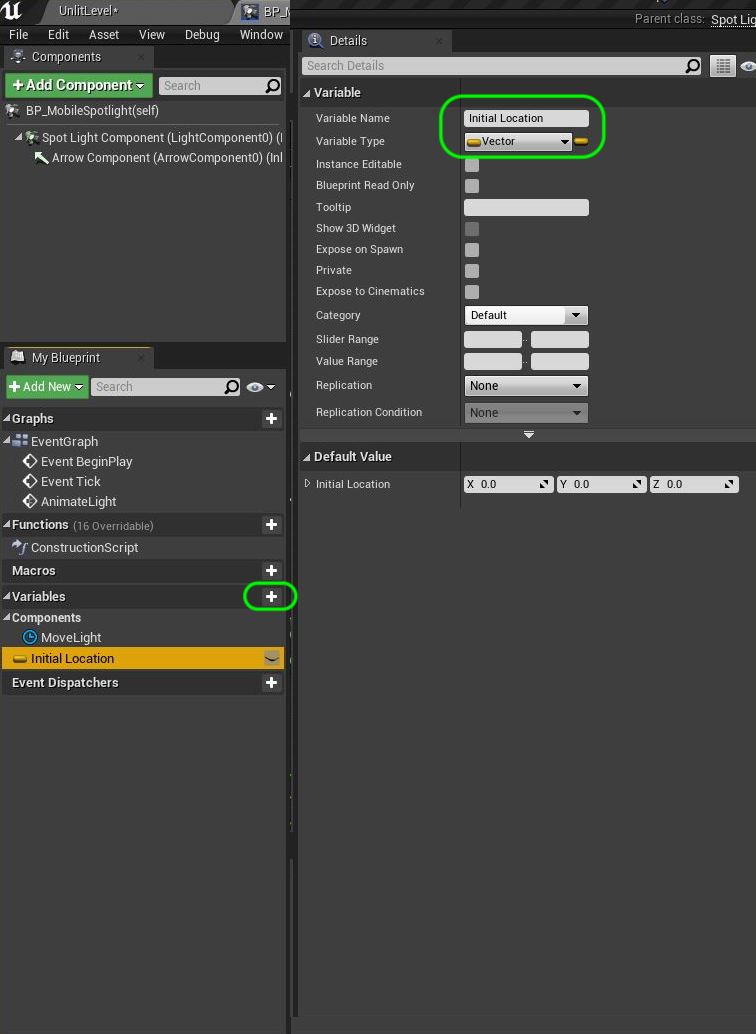 UnlitLevel*
BP_M
File Edit Asset View Debug Window
Components
+Add Component
Search
BP_MobileSpotlight(self)
Spot Light Component (LightComponent0) (I
Arrow Component (ArrowComponent0) (Inl
My Blueprint
+Add New
Search
Graphs
EventGraph
Event BeginPlay
Event Tick
AnimateLight
Functions (16 Overridable)
ConstructionScript
Macros
Variables
Components
MoveLight
Initial Location
Event Dispatchers
Parent class: Spot Lig
Details
Search Details
Variable
Variable Name Initial Location
Variable Type Vector
Instance Editable
Blueprint Read Only
Tooltip
Show 3D Widget
Expose on Spawn
Private
Expose to Cinematics
Category Default
Slider Range ..
Value Range ..
Replication None
Replication Condition None
Default Value
Initial Location X 0.0 Y 0.0 Z 0.0